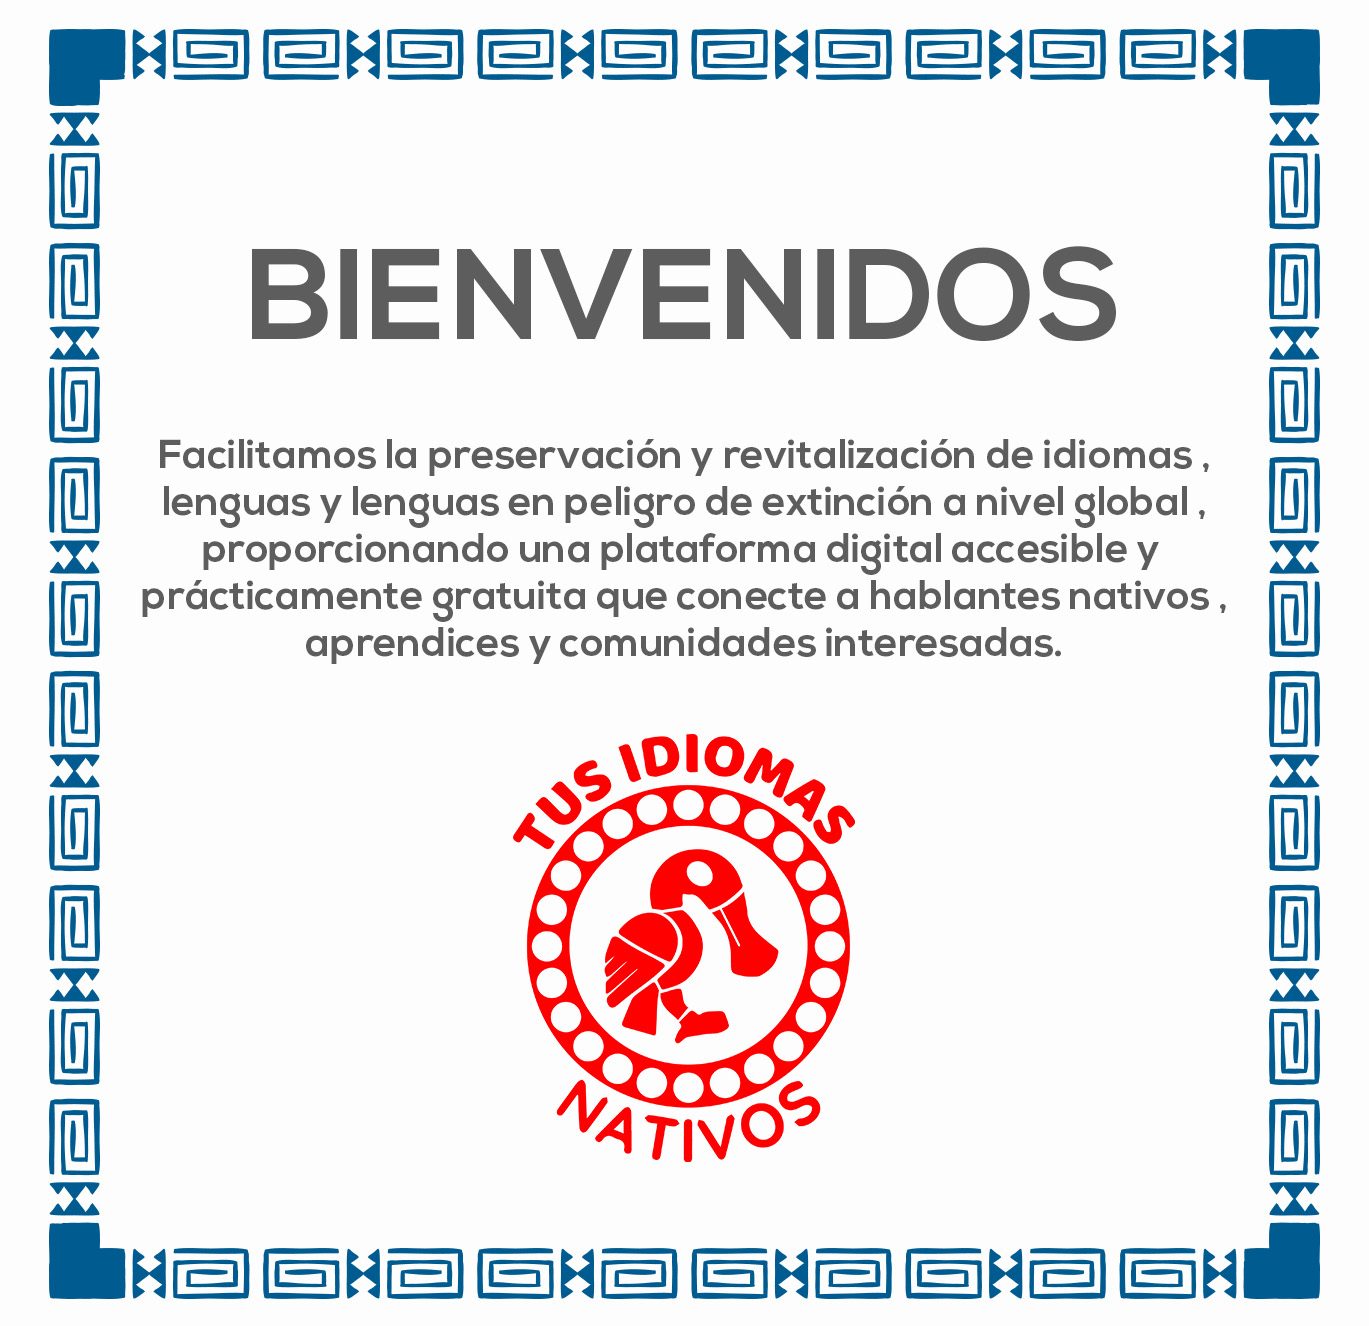 BIENVENIDOS
Facilitamos la preservación y revitalización de idiomas ,
lenguas y lenguas en peligro de extinción a nivel global ,
proporcionando una plataforma digital accesible y
prácticamente gratuita que conecte a hablantes nativos ,
aprendices y comunidades interesadas.
TUS IDIOMAS
NATIVOS